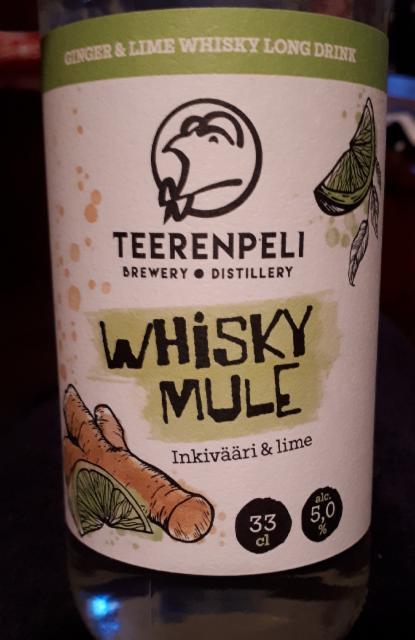 GINGER & LIME WHISKY LONG DRINK
TEERENPELI
BREWERY ● DISTILLERY
WHiSKY
MULE
Inkivääri & lime
33
cl
alc.
5,0
%